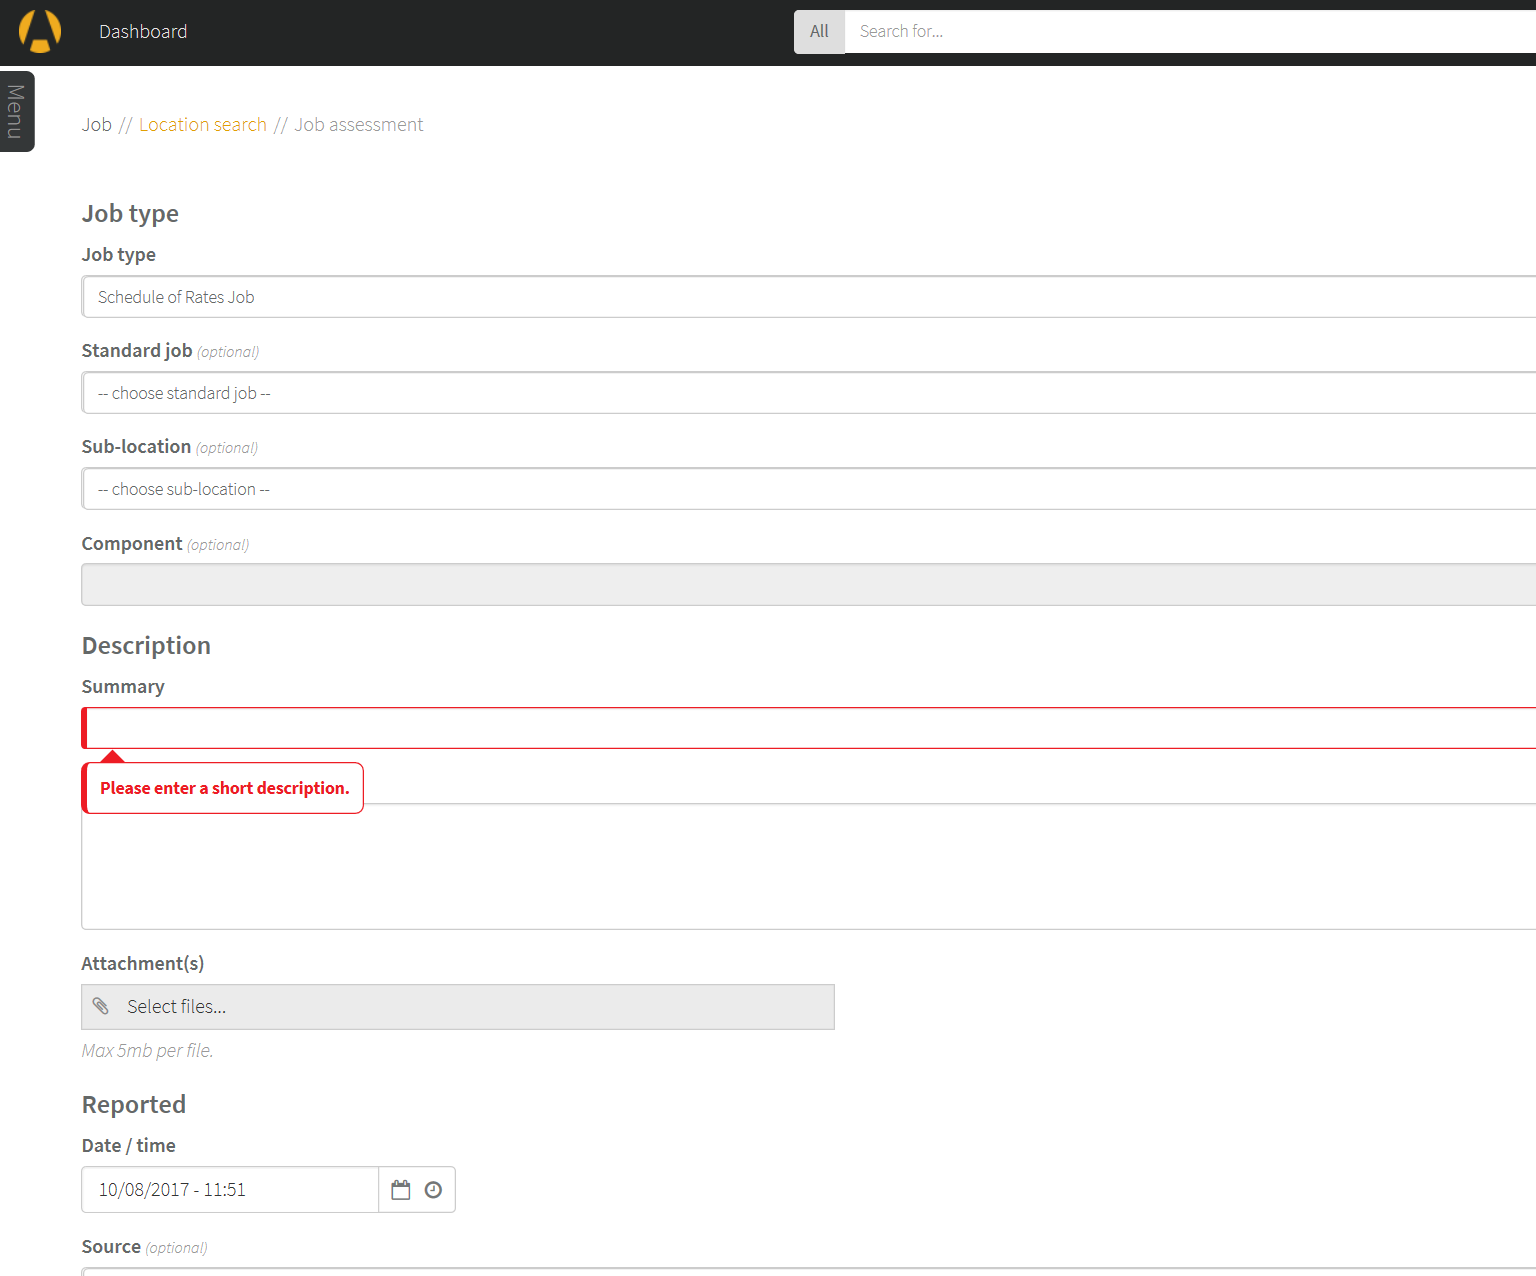 Dashboard
All
Search for...
Menu
Job // Location search // Job assessment
Job type
Job type
Schedule of Rates Job
Standard job (optional)
-- choose standard job --
Sub-location (optional)
-- choose sub-location --
Component (optional)
Description
Summary
Please enter a short description.
Attachment(s)
Select files...
Max 5mb per file.
Reported
Date / time
10/08/2017 - 11:51
Source (optional)